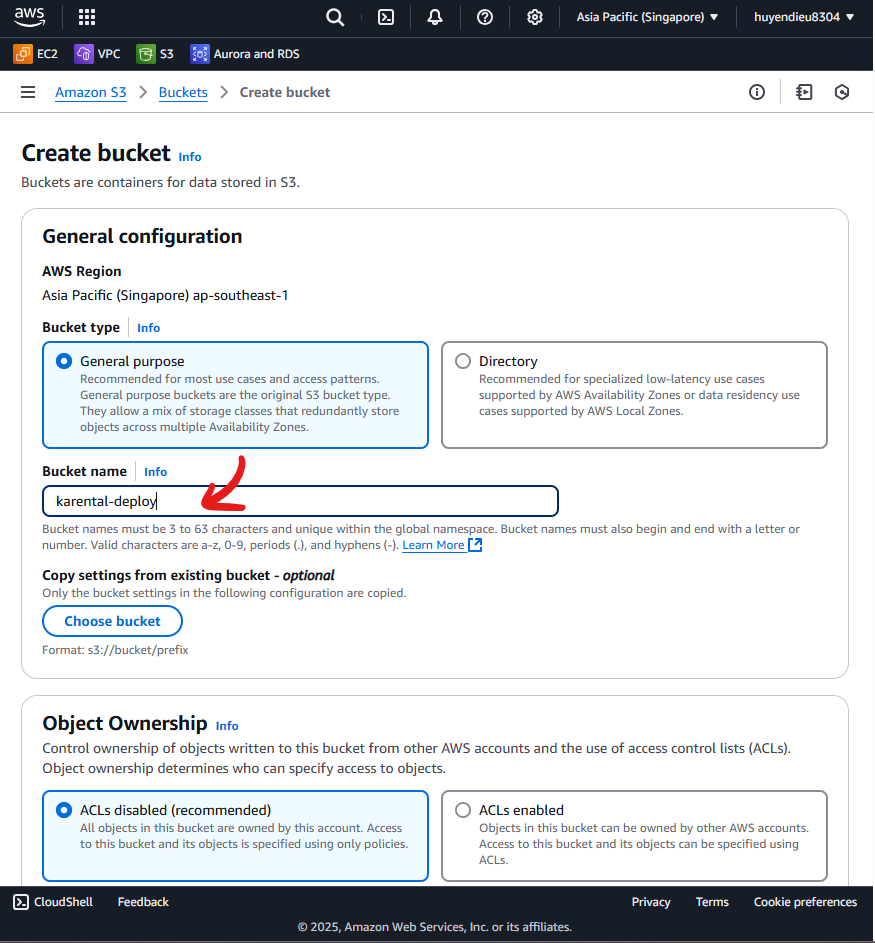 aws
Asia Pacific (Singapore)
huyendieu8304
EC2
VPC
S3
Aurora and RDS
Amazon S3
Buckets
Create bucket
Create bucket Info
Buckets are containers for data stored in S3.
General configuration
AWS Region
Asia Pacific (Singapore) ap-southeast-1
Bucket type Info
General purpose
Recommended for most use cases and access patterns.
General purpose buckets are the original S3 bucket type.
They allow a mix of storage classes that redundantly store
objects across multiple Availability Zones.
Directory
Recommended for specialized low-latency use cases
supported by AWS Availability Zones or data residency use
cases supported by AWS Local Zones.
Bucket name Info
karental-deploy
Bucket names must be 3 to 63 characters and unique within the global namespace. Bucket names must also begin and end with a letter or
number. Valid characters are a-z, 0-9, periods (.), and hyphens (-). Learn More
Copy settings from existing bucket - optional
Only the bucket settings in the following configuration are copied.
Choose bucket
Format: s3://bucket/prefix
Object Ownership Info
Control ownership of objects written to this bucket from other AWS accounts and the use of access control lists (ACLs).
Object ownership determines who can specify access to objects.
ACLs disabled (recommended)
All objects in this bucket are owned by this account. Access
to this bucket and its objects is specified using only policies.
ACLs enabled
Objects in this bucket can be owned by other AWS accounts.
Access to this bucket and its objects can be specified using
ACLs.
CloudShell
Feedback
Privacy
Terms
Cookie preferences
© 2025, Amazon Web Services, Inc. or its affiliates.